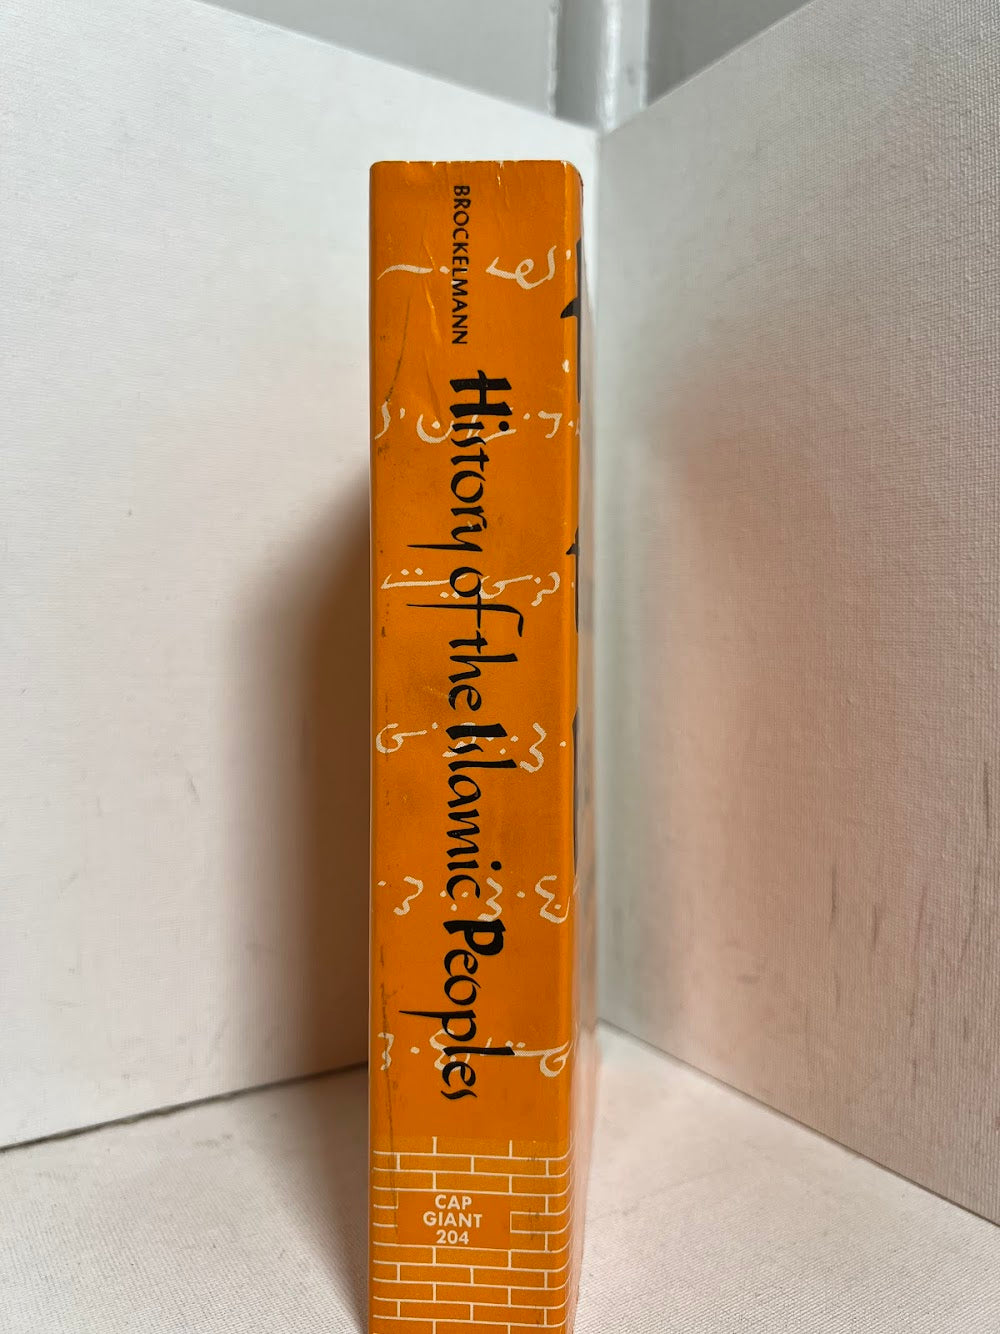 BROCKELMANN
History of the Islamic Peoples
CAP
GIANT
204